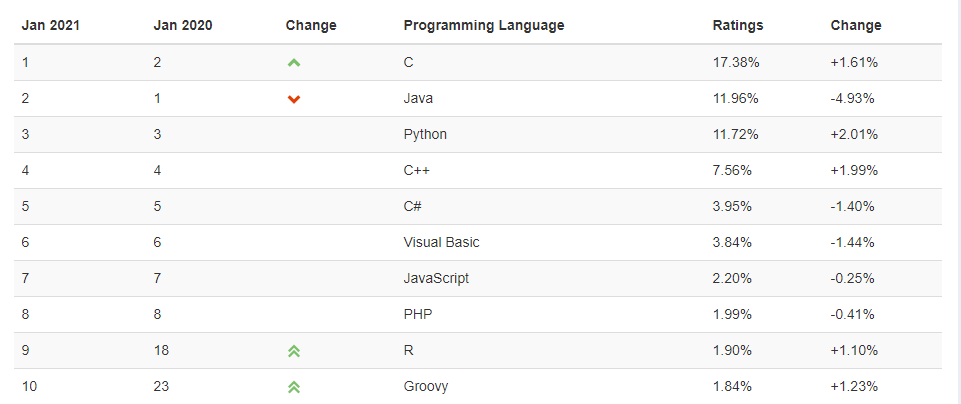 Jan 2021 Jan 2020 Change Programming Language Ratings Change
1 2 C 17.38% +1.61%
2 1 Java 11.96% -4.93%
3 3 Python 11.72% +2.01%
4 4 C++ 7.56% +1.99%
5 5 C# 3.95% -1.40%
6 6 Visual Basic 3.84% -1.44%
7 7 JavaScript 2.20% -0.25%
8 8 PHP 1.99% -0.41%
9 18 R 1.90% +1.10%
10 23 Groovy 1.84% +1.23%